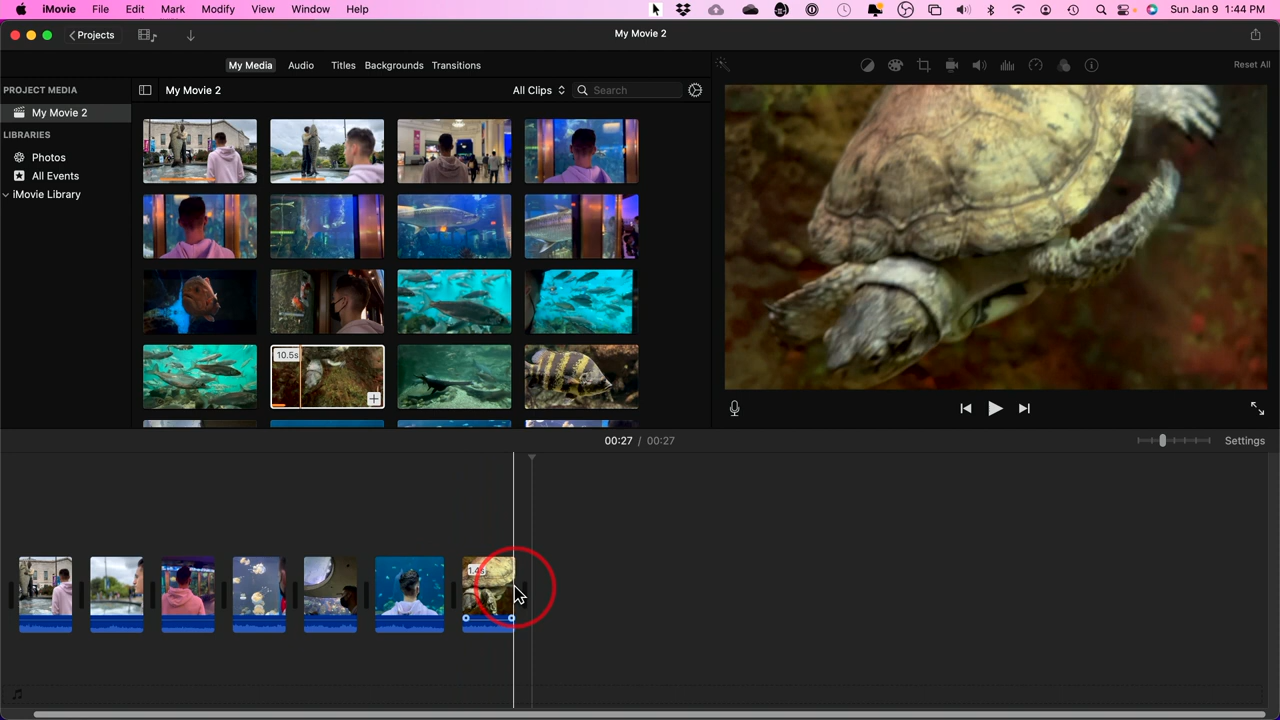 iMovie File Edit Mark Modify View Window Help Sun Jan 9 1:44 PM
Projects My Movie 2
My Media Audio Titles Backgrounds Transitions Reset All
PROJECT MEDIA My Movie 2 All Clips Search
My Movie 2
LIBRARIES
Photos
All Events
iMovie Library
10.5s
00:27 / 00:27 Settings